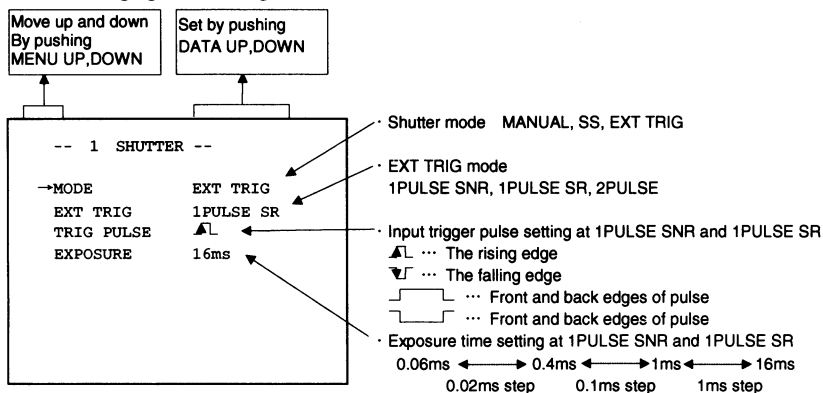 Move up and down
By pushing
MENU UP,DOWN
Set by pushing
DATA UP,DOWN
-- 1 SHUTTER --
→MODE EXT TRIG
EXT TRIG 1PULSE SR
TRIG PULSE
EXPOSURE 16ms
· Shutter mode MANUAL, SS, EXT TRIG
· EXT TRIG mode
1PULSE SNR, 1PULSE SR, 2PULSE
· Input trigger pulse setting at 1PULSE SNR and 1PULSE SR
··· The rising edge
··· The falling edge
··· Front and back edges of pulse
··· Front and back edges of pulse
· Exposure time setting at 1PULSE SNR and 1PULSE SR
0.06ms 0.4ms 1ms 16ms
0.02ms step 0.1ms step 1ms step